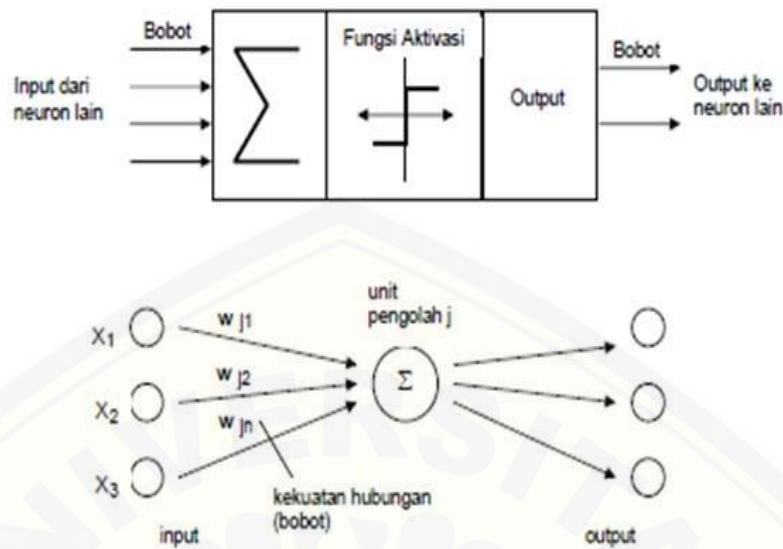 Bobot
Input dari
neuron lain
Σ
Fungsi Aktivasi
Output
Bobot
Output ke
neuron lain
unit
pengolah j
X1
w j1
Σ
X2
w j2
w jn
X3
kekuatan hubungan
(bobot)
input
output
NIVERSITA